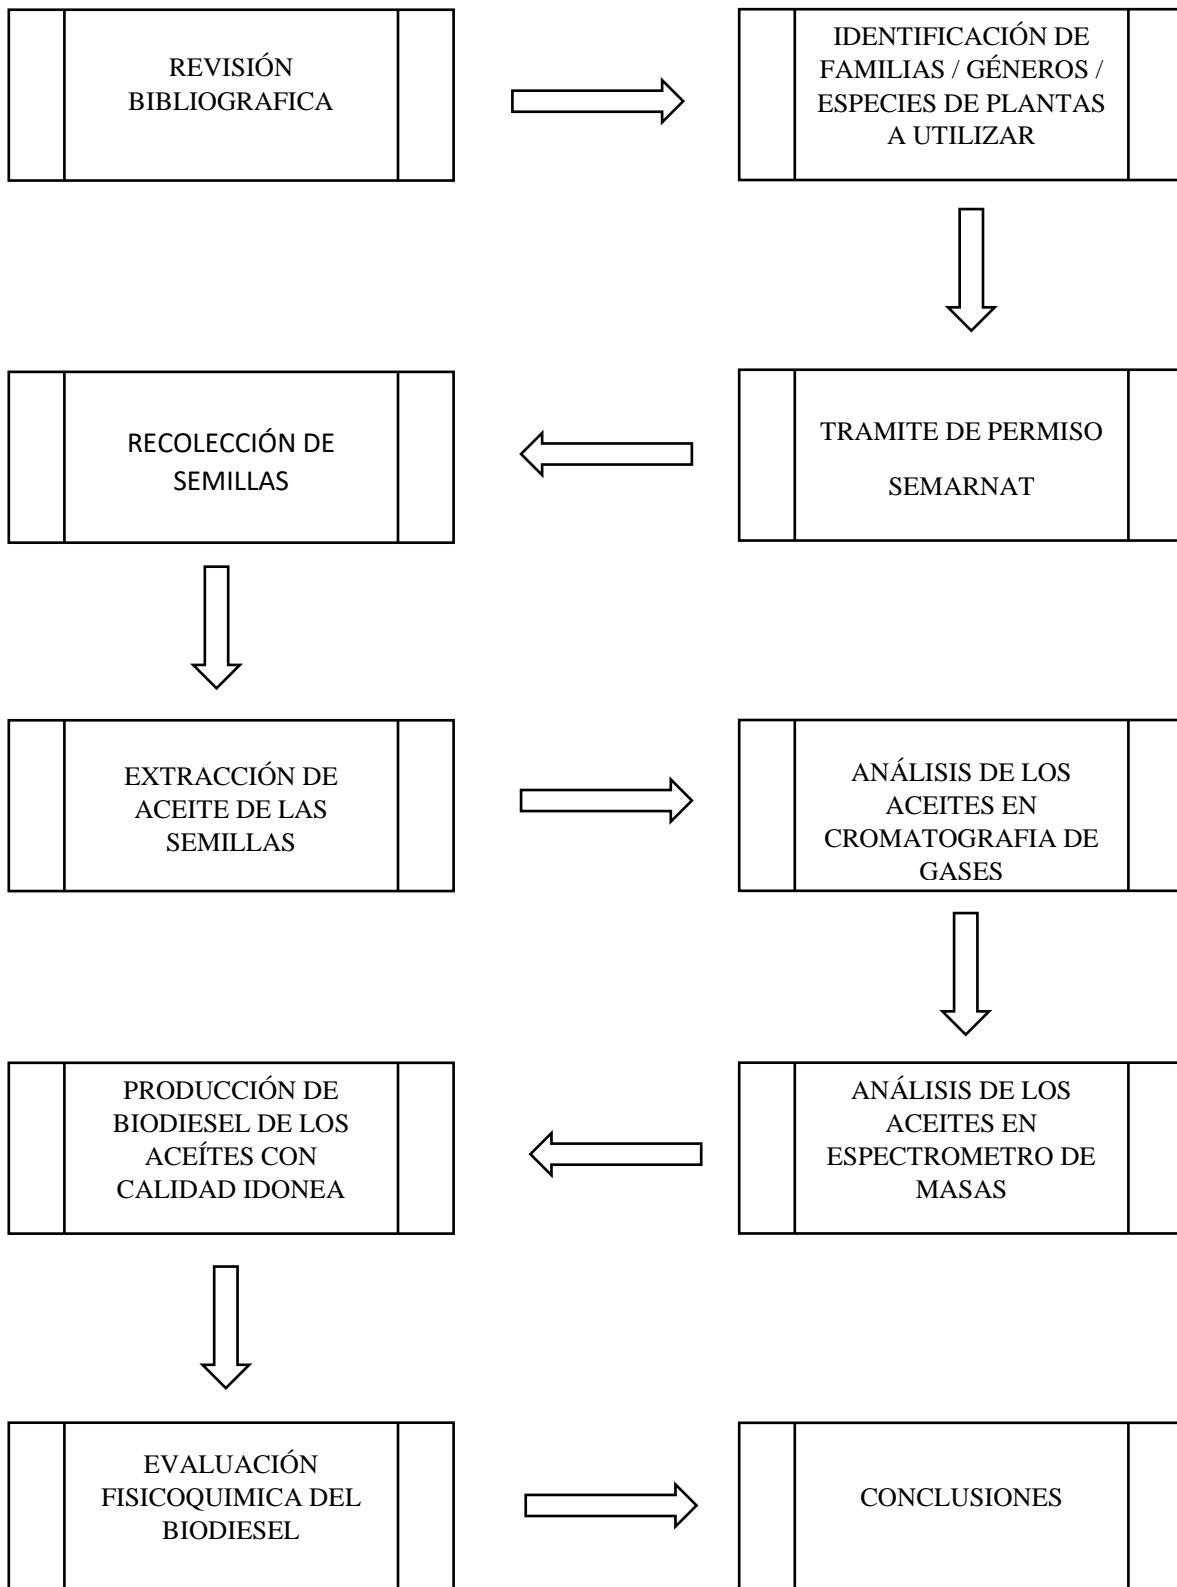 REVISIÓN
BIBLIOGRAFICA
IDENTIFICACIÓN DE
FAMILIAS / GÉNEROS /
ESPECIES DE PLANTAS
A UTILIZAR
TRAMITE DE PERMISO
SEMARNAT
RECOLECCIÓN DE
SEMILLAS
EXTRACCIÓN DE
ACEITE DE LAS
SEMILLAS
ANÁLISIS DE LOS
ACEITES EN
CROMATOGRAFIA DE
GASES
ANÁLISIS DE LOS
ACEITES EN
ESPECTROMETRO DE
MASAS
PRODUCCIÓN DE
BIODIESEL DE LOS
ACEÍTES CON
CALIDAD IDONEA
EVALUACIÓN
FISICOQUIMICA DEL
BIODIESEL
CONCLUSIONES